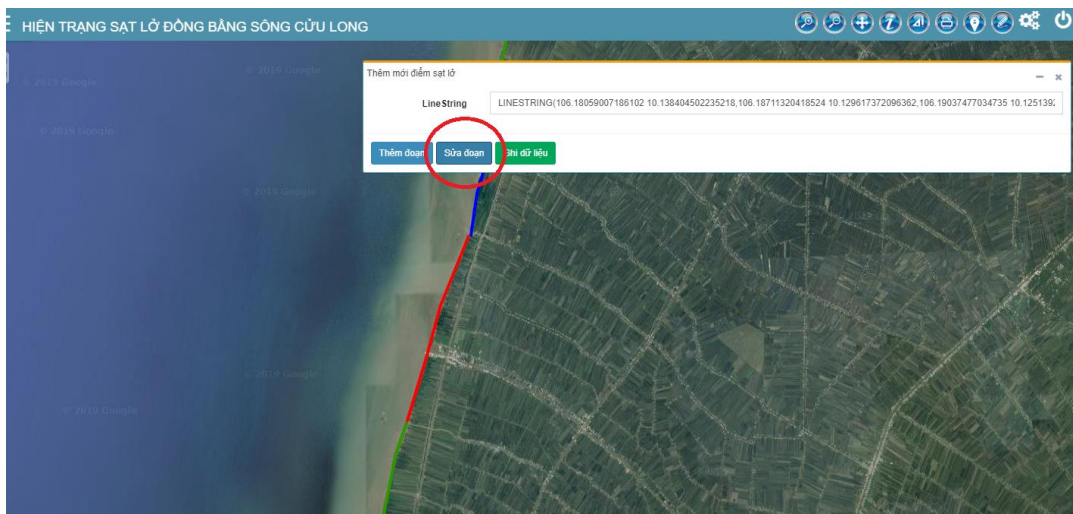 HIỆN TRẠNG SẠT LỞ ĐỒNG BẰNG SÔNG CỬU LONG
© 2019 Google
© 2019 Google
Thêm mới điểm sạt lở
LineString LINESTRING(106.18059007186102 10.138404502235218,106.18711320418524 10.129617372096362,106.19037477034735 10.1251392
© 2019 Google
Thêm đoạn Sửa đoạn Ghi dữ liệu
© 2019 Google
© 2019 Google
© 2019 Google